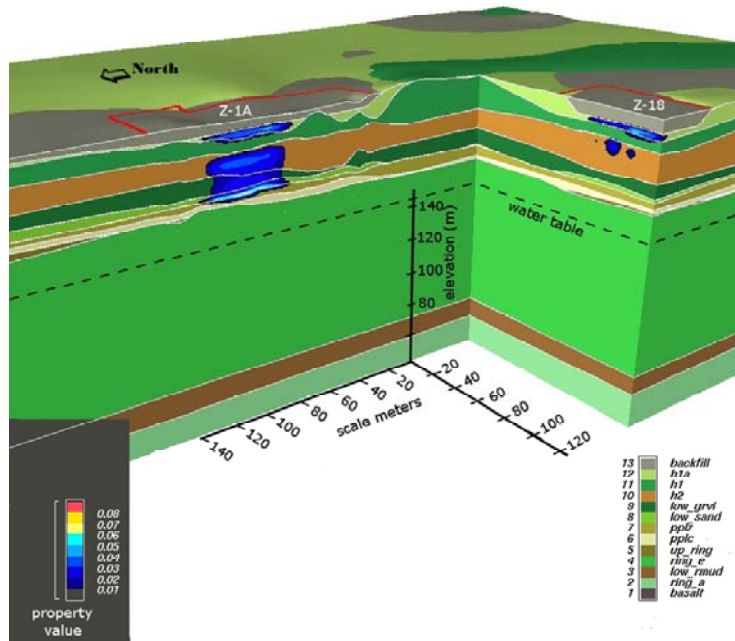 North
Z-1A
Z-18
140
120
100
80
elevation (m)
water table
20
40
60
80
100
120
140
scale meters
20
40
60
80
100
120
0.08
0.07
0.06
0.05
0.04
0.03
0.02
0.01
property
value
13 backfill
12 h1a
11 h1
10 h2
9 low_grvl
8 low_sand
7 pplz
6 pplc
5 up_ring
4 ring_e
3 low_rmud
2 ring_a
1 basalt